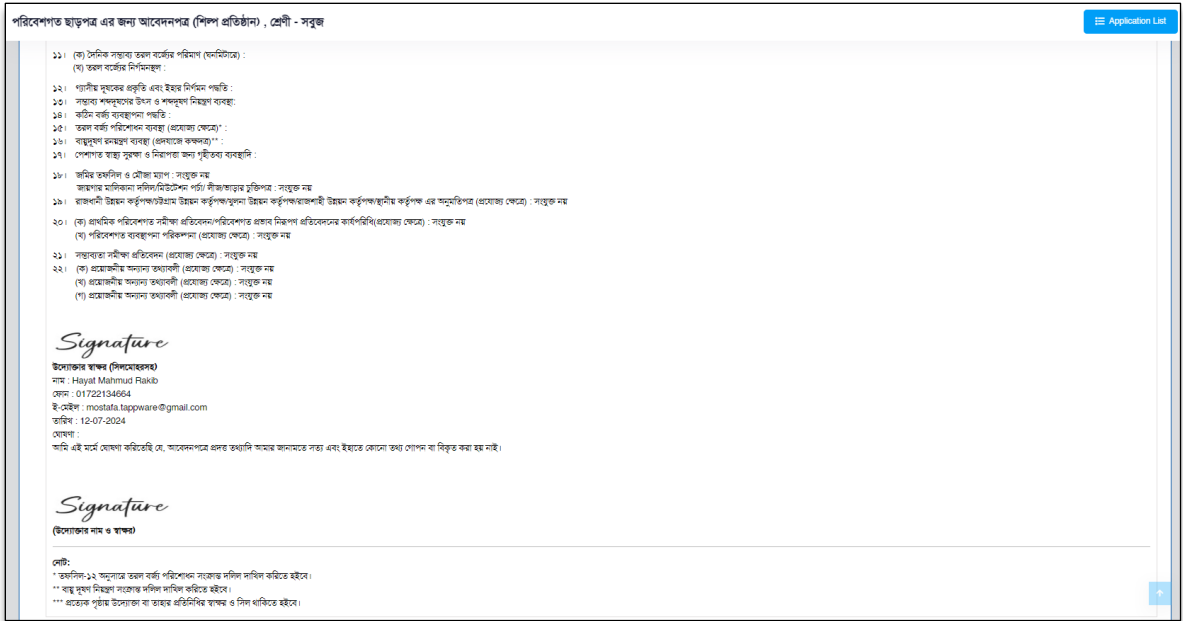 পরিবেশগত ছাড়পত্র এর জন্য আবেদনপত্র (শিল্প প্রতিষ্ঠান) , শ্রেণী - সবুজ
Application List
১১। (ক) দৈনিক সম্ভাব্য তরল বর্জ্যের পরিমাণ (ঘনমিটারে) :
(খ) তরল বর্জ্যের নির্গমনস্থল :
১২। গ্যাসীয় দূষকের প্রকৃতি এবং ইহার নির্গমন পদ্ধতি :
১৩। সম্ভাব্য শব্দদূষণের উৎস ও শব্দদূষণ নিয়ন্ত্রণ ব্যবস্থা:
১৪। কঠিন বর্জ্য ব্যবস্থাপনা পদ্ধতি :
১৫। তরল বর্জ্য পরিশোধন ব্যবস্থা (প্রযোজ্য ক্ষেত্রে)* :
১৬। বায়ুদূষণ রনয়ন্ত্রণ ব্যবস্থা (প্রদযাজে কক্ষদত্র)** :
১৭। পেশাগত স্বাস্থ্য সুরক্ষা ও নিরাপত্তা জন্য গৃহীতব্য ব্যবস্থাদি :
১৮। জমির তফসিল ও মৌজা ম্যাপ : সংযুক্ত নয়
জায়গার মালিকানা দলিল/মিউটেশন পর্চা/ লীজ/ভাড়ার চুক্তিপত্র : সংযুক্ত নয়
১৯। রাজধানী উন্নয়ন কর্তৃপক্ষ/চট্টগ্রাম উন্নয়ন কর্তৃপক্ষ/খুলনা উন্নয়ন কর্তৃপক্ষ/রাজশাহী উন্নয়ন কর্তৃপক্ষ/স্থানীয় কর্তৃপক্ষ এর অনুমতিপত্র (প্রযোজ্য ক্ষেত্রে) : সংযুক্ত নয়
২০। (ক) প্রাথমিক পরিবেশগত সমীক্ষা প্রতিবেদন/পরিবেশগত প্রভাব নিরূপণ প্রতিবেদনের কার্যপরিধি(প্রযোজ্য ক্ষেত্রে) : সংযুক্ত নয়
(খ) পরিবেশগত ব্যবস্থাপনা পরিকল্পনা (প্রযোজ্য ক্ষেত্রে) : সংযুক্ত নয়
২১। সম্ভাব্যতা সমীক্ষা প্রতিবেদন (প্রযোজ্য ক্ষেত্রে) : সংযুক্ত নয়
২২। (ক) প্রয়োজনীয় অন্যান্য তথ্যাবলী (প্রযোজ্য ক্ষেত্রে) : সংযুক্ত নয়
(খ) প্রয়োজনীয় অন্যান্য তথ্যাবলী (প্রযোজ্য ক্ষেত্রে) : সংযুক্ত নয়
(গ) প্রয়োজনীয় অন্যান্য তথ্যাবলী (প্রযোজ্য ক্ষেত্রে) : সংযুক্ত নয়
Signature
উদ্যোক্তার স্বাক্ষর (সিলমোহরসহ)
নাম : Hayat Mahmud Rakib
ফোন : 01722134664
ই-মেইল : mostafa.tappware@gmail.com
তারিখ : 12-07-2024
ঘোষণা :
আমি এই মর্মে ঘোষণা করিতেছি যে, আবেদনপত্রে প্রদত্ত তথ্যাদি আমার জানামতে সত্য এবং ইহাতে কোনো তথ্য গোপন বা বিকৃত করা হয় নাই।
Signature
(উদ্যোক্তার নাম ও স্বাক্ষর)
নোট:
* তফসিল-১২ অনুসারে তরল বর্জ্য পরিশোধন সংক্রান্ত দলিল দাখিল করিতে হইবে।
** বায়ু দূষণ নিয়ন্ত্রণ সংক্রান্ত দলিল দাখিল করিতে হইবে।
*** প্রত্যেক পৃষ্ঠায় উদ্যোক্তা বা তাহার প্রতিনিধির স্বাক্ষর ও সিল থাকিতে হইবে।